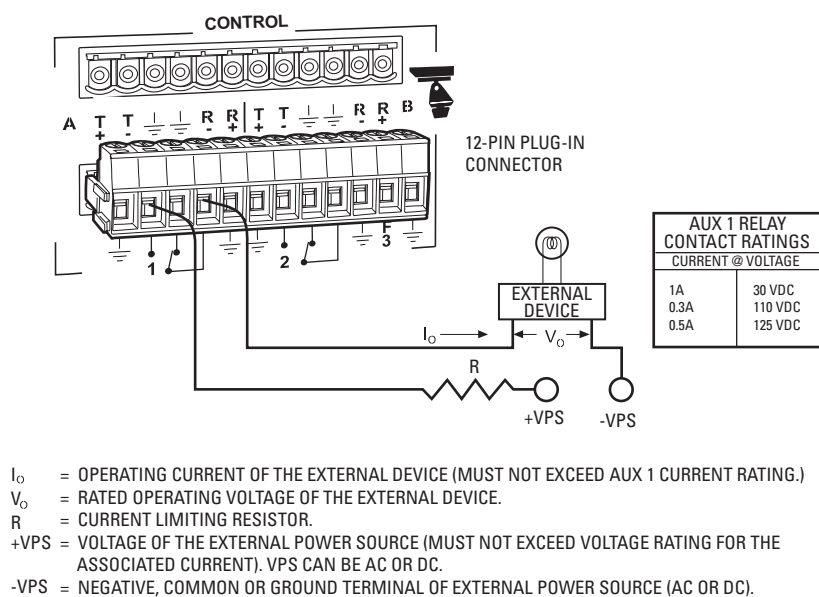 CONTROL
A T T R R T T R R B
+ - - + + - - +
12-PIN PLUG-IN
CONNECTOR
1 2 F
3
AUX 1 RELAY
CONTACT RATINGS
CURRENT @ VOLTAGE
1A 30 VDC
0.3A 110 VDC
0.5A 125 VDC
EXTERNAL
DEVICE
IO VO
R
+VPS -VPS
IO = OPERATING CURRENT OF THE EXTERNAL DEVICE (MUST NOT EXCEED AUX 1 CURRENT RATING.)
VO = RATED OPERATING VOLTAGE OF THE EXTERNAL DEVICE.
R = CURRENT LIMITING RESISTOR.
+VPS = VOLTAGE OF THE EXTERNAL POWER SOURCE (MUST NOT EXCEED VOLTAGE RATING FOR THE
ASSOCIATED CURRENT). VPS CAN BE AC OR DC.
-VPS = NEGATIVE, COMMON OR GROUND TERMINAL OF EXTERNAL POWER SOURCE (AC OR DC).